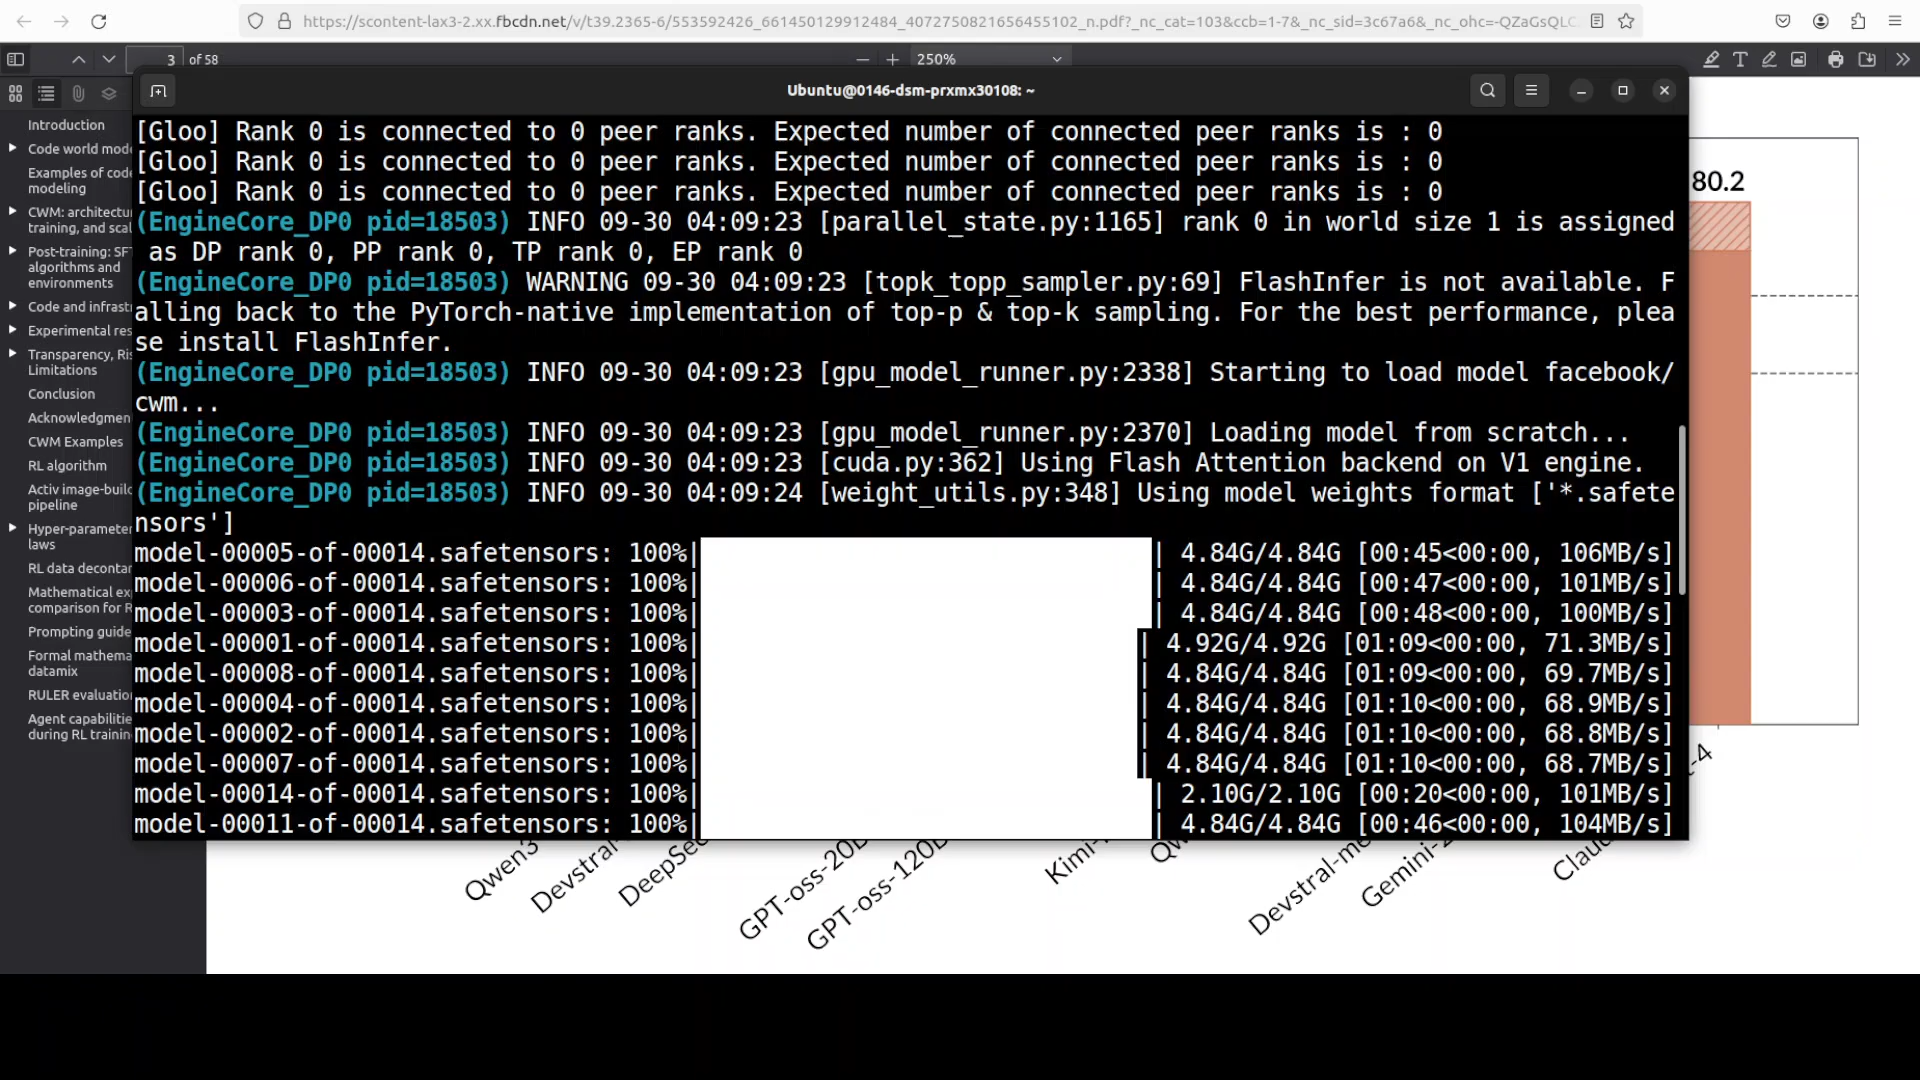 https://scontent-lax3-2.xx.fbcdn.net/v/t39.2365-6/553592426_661450129912484_4072750821656455102_n.pdf?_nc_cat=103&ccb=1-7&_nc_sid=3c67a6&_nc_ohc=-QZaGsQLC
3 of 58
250%
Ubuntu@0146-dsm-prxmx30108: ~
Introduction
Code world mode
Examples of code
modeling
CWM: architectu
training, and scal
Post-training: SFT
algorithms and
environments
Code and infrastr
Experimental res
Transparency, Ris
Limitations
Conclusion
Acknowledgmen
CWM Examples
RL algorithm
Activ image-build
pipeline
Hyper-parameter
laws
RL data decontar
Mathematical exp
comparison for R
Prompting guide
Formal mathema
datamix
RULER evaluation
Agent capabilitie
during RL training
[Gloo] Rank 0 is connected to 0 peer ranks. Expected number of connected peer ranks is : 0
[Gloo] Rank 0 is connected to 0 peer ranks. Expected number of connected peer ranks is : 0
[Gloo] Rank 0 is connected to 0 peer ranks. Expected number of connected peer ranks is : 0
(EngineCore_DP0 pid=18503) INFO 09-30 04:09:23 [parallel_state.py:1165] rank 0 in world size 1 is assigned
as DP rank 0, PP rank 0, TP rank 0, EP rank 0
(EngineCore_DP0 pid=18503) WARNING 09-30 04:09:23 [topk_topp_sampler.py:69] FlashInfer is not available. F
alling back to the PyTorch-native implementation of top-p & top-k sampling. For the best performance, plea
se install FlashInfer.
(EngineCore_DP0 pid=18503) INFO 09-30 04:09:23 [gpu_model_runner.py:2338] Starting to load model facebook/
cwm...
(EngineCore_DP0 pid=18503) INFO 09-30 04:09:23 [gpu_model_runner.py:2370] Loading model from scratch...
(EngineCore_DP0 pid=18503) INFO 09-30 04:09:23 [cuda.py:362] Using Flash Attention backend on V1 engine.
(EngineCore_DP0 pid=18503) INFO 09-30 04:09:24 [weight_utils.py:348] Using model weights format ['*.safete
nsors']
model-00005-of-00014.safetensors: 100%| | 4.84G/4.84G [00:45<00:00, 106MB/s]
model-00006-of-00014.safetensors: 100%| | 4.84G/4.84G [00:47<00:00, 101MB/s]
model-00003-of-00014.safetensors: 100%| | 4.84G/4.84G [00:48<00:00, 100MB/s]
model-00001-of-00014.safetensors: 100%| | 4.92G/4.92G [01:09<00:00, 71.3MB/s]
model-00008-of-00014.safetensors: 100%| | 4.84G/4.84G [01:09<00:00, 69.7MB/s]
model-00004-of-00014.safetensors: 100%| | 4.84G/4.84G [01:10<00:00, 68.9MB/s]
model-00002-of-00014.safetensors: 100%| | 4.84G/4.84G [01:10<00:00, 68.8MB/s]
model-00007-of-00014.safetensors: 100%| | 4.84G/4.84G [01:10<00:00, 68.7MB/s]
model-00014-of-00014.safetensors: 100%| | 2.10G/2.10G [00:20<00:00, 101MB/s]
model-00011-of-00014.safetensors: 100%| | 4.84G/4.84G [00:46<00:00, 104MB/s]
80.2
Qwen3
Devstral-
DeepSee
GPT-oss-20B
GPT-oss-120B
Kimi-
Qw
Devstral-me
Gemini-2
Claud
t-4